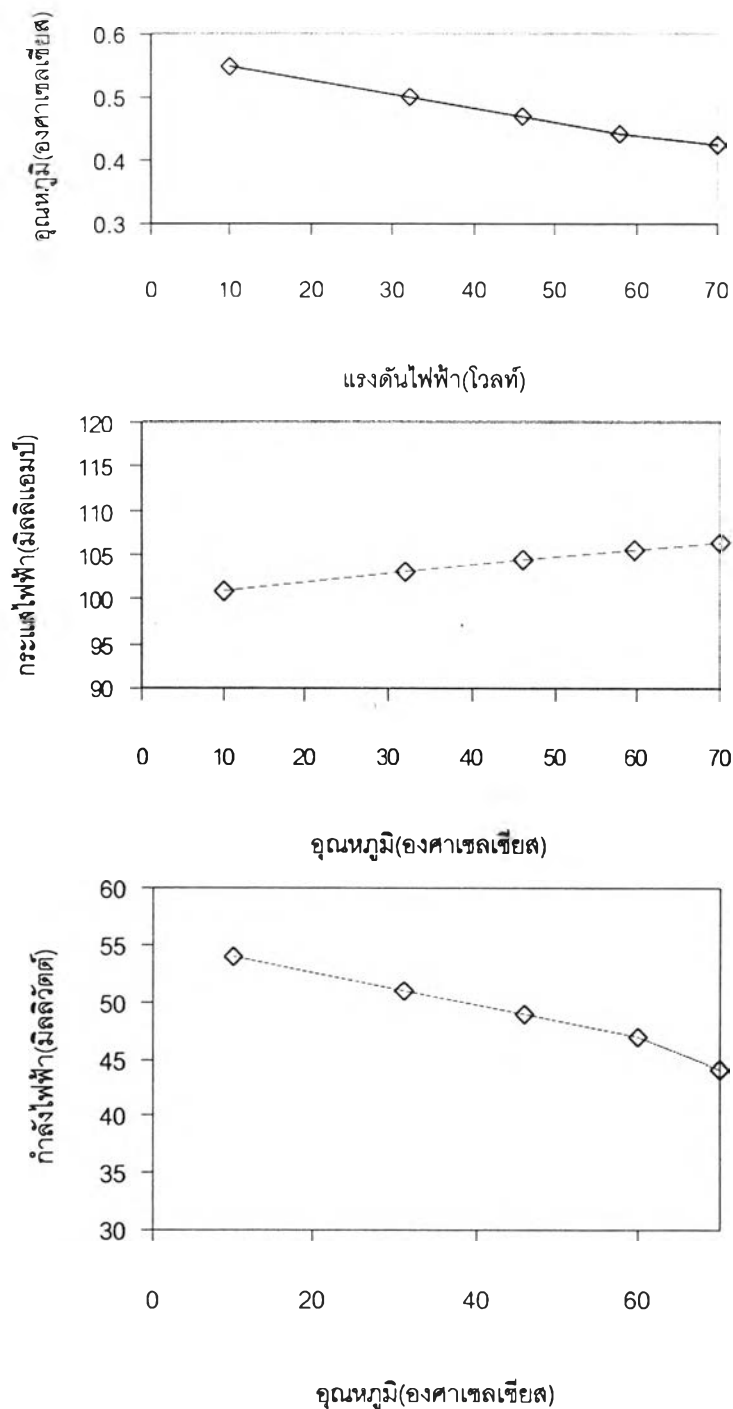 อุณหภูมิ(องศาเซลเซียส)
0.6
0.5
0.4
0.3
0 10 20 30 40 50 60 70
แรงดันไฟฟ้า(โวลท์)
กระแสไฟฟ้า(มิลลิแอมป์)
120
115
110
105
100
95
90
0 10 20 30 40 50 60 70
อุณหภูมิ(องศาเซลเซียส)
กำลังไฟฟ้า(มิลลิวัตต์)
60
55
50
45
40
35
30
0 20 40 60
อุณหภูมิ(องศาเซลเซียส)